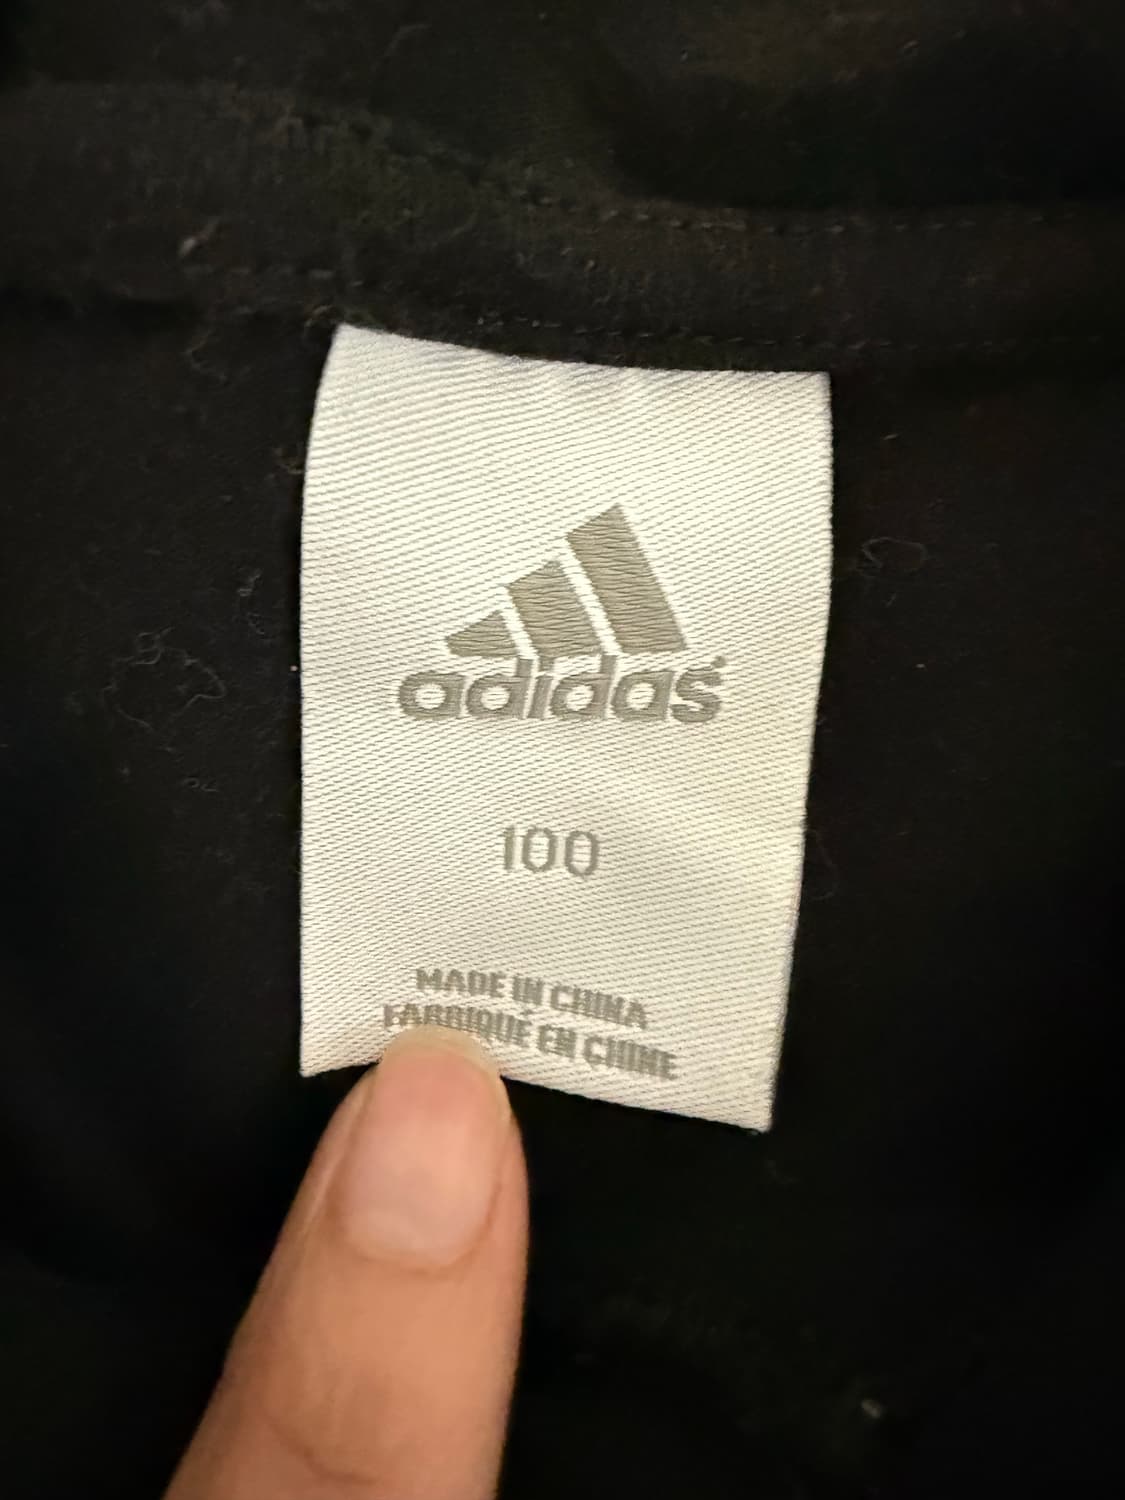 adidas
100
MADE IN CHINA
FABRIQUÉ EN CHINE